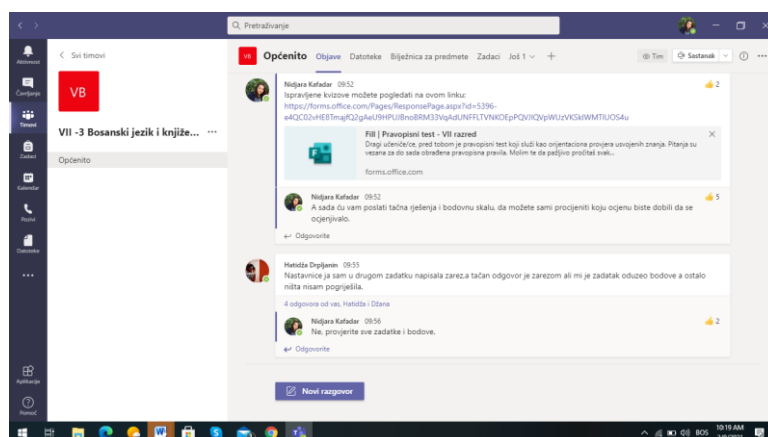 Pretraživanje
Aktivnost
Čavrljanje
Timovi
Zadaci
Kalendar
Pozivi
Datoteke
Aplikacije
Pomoć
Svi timovi
VB
VII -3 Bosanski jezik i knjiže... ...
Općenito
VB Općenito Objave Datoteke Bilježnica za predmete Zadaci Još 1 +
Tim Sastanak
Nidjara Kafadar 09:52 2
Ispravljene kvizove možete pogledati na ovom linku:
https://forms.office.com/Pages/ResponsePage.aspx?id=5396-
Fill | Pravopisni test - VII razred
Dragi učeniče/ce, pred tobom je pravopisni test koji služi kao orijentaciona provjera usvojenih znanja. Pitanja su
vezana za do sada obrađena pravopisna pravila. Molim te da pažljivo pročitaš svak...
forms.office.com
Nidjara Kafadar 09:52 5
A sada ću vam poslati tačna rješenja i bodovnu skalu, da možete sami procijeniti koju ocjenu biste dobili da se
ocjenjivalo.
Odgovorite
Hatidža Drpljanin 09:55
Nastavnice ja sam u drugom zadatku napisala zarez,a tačan odgovor je zarezom ali mi je zadatak oduzeo bodove a ostalo
ništa nisam pogriješila.
4 odgovora od vas, Hatidža i Džana
Nidjara Kafadar 09:56 2
Ne, provjerite sve zadatke i bodove.
Odgovorite
Novi razgovor
BOS
10:19 AM